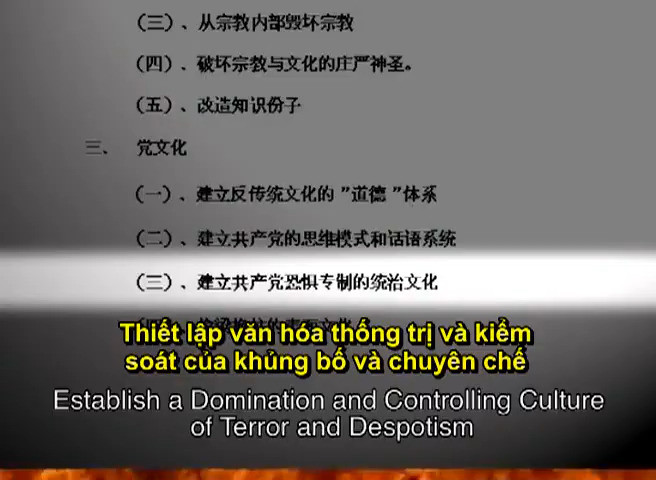 （三）、从宗教内部毁坏宗教
（四）、破坏宗教与文化的庄严神圣。
（五）、改造知识份子
三、 党文化
（一）、建立反传统文化的 ”道德 ”体系
（二）、建立共产党的思维模式和话语系统
（三）、建立共产党恐惧专制的统治文化
Thiết lập văn hóa thống trị và kiểm
soát của khủng bố và chuyên chế
Establish a Domination and Controlling Culture
of Terror and Despotism